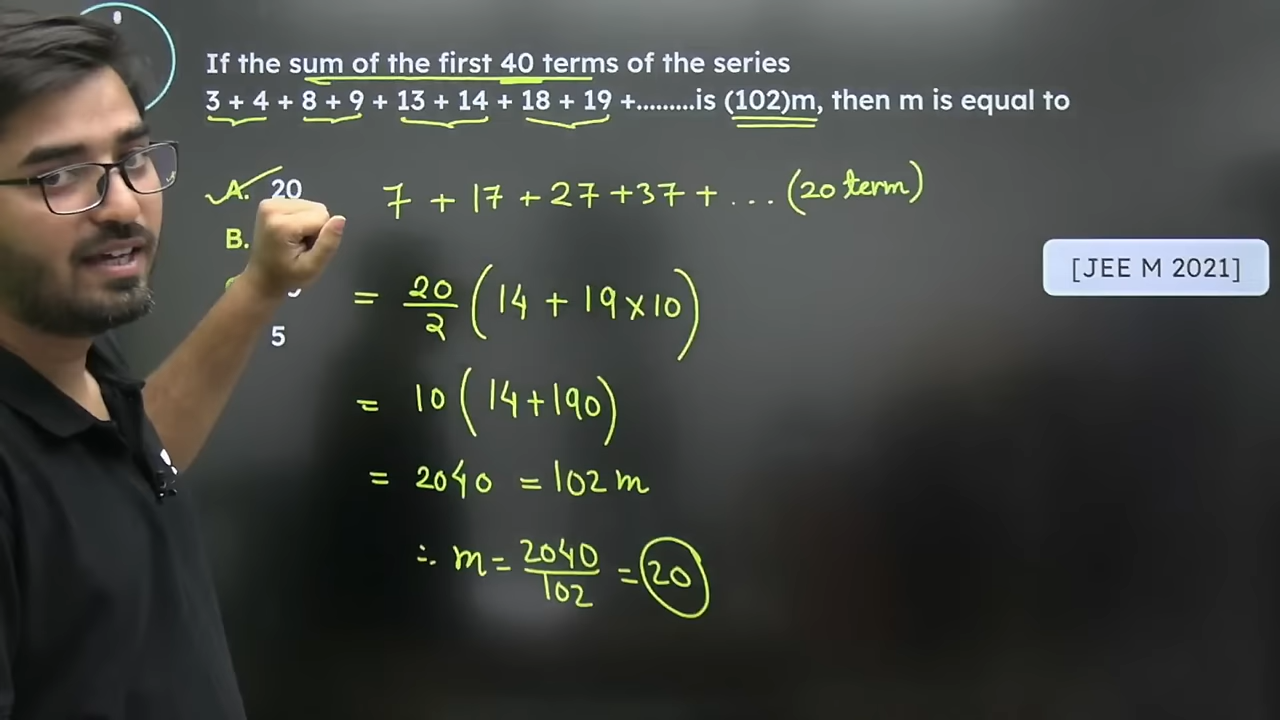 If the sum of the first 40 terms of the series
3 + 4 + 8 + 9 + 13 + 14 + 18 + 19 +.........is (102)m, then m is equal to
A. 20
B.
5
7 + 17 + 27 + 37 + ... (20 term)
= 20/2 (14 + 19 × 10)
= 10 (14 + 190)
= 2040 = 102 m
∴ m = 2040/102 = 20
[JEE M 2021]